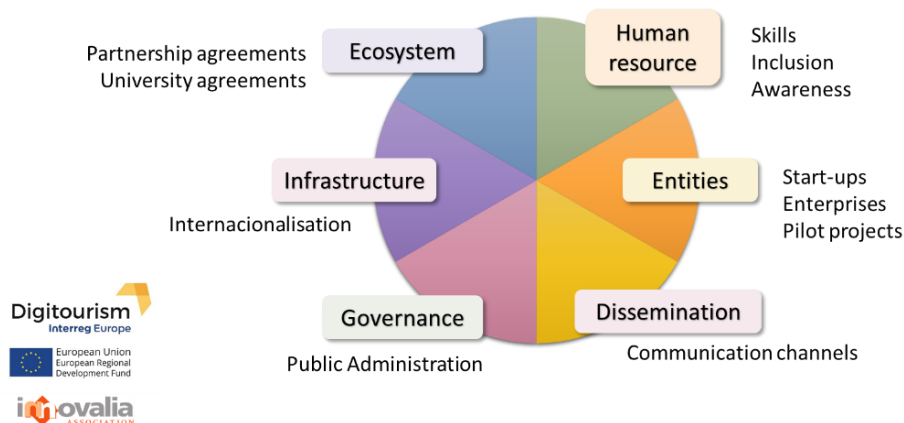 Ecosystem
Partnership agreements
University agreements
Human
resource
Skills
Inclusion
Awareness
Infrastructure
Internacionalisation
Entities
Start-ups
Enterprises
Pilot projects
Governance
Public Administration
Dissemination
Communication channels
Digitourism
Interreg Europe
European Union
European Regional
Development Fund
innovalia
ASSOCIATION